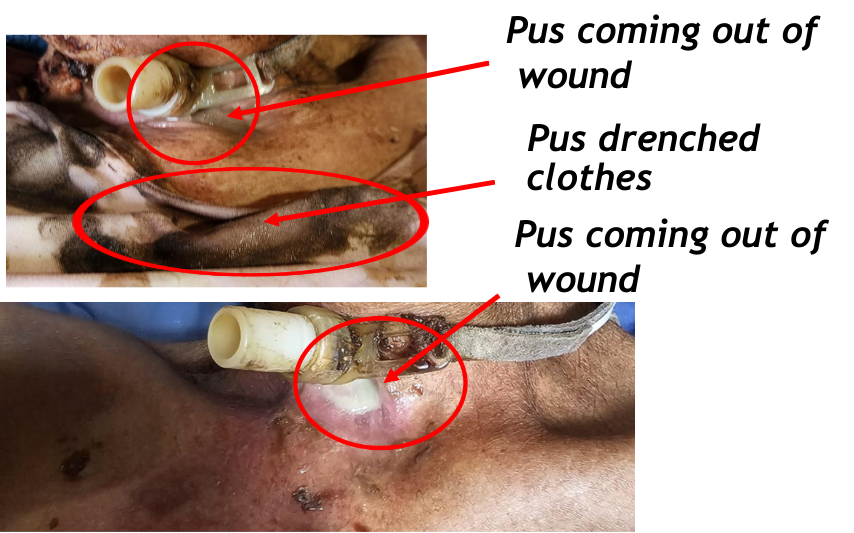 Pus coming out of
wound
Pus drenched
clothes
Pus coming out of
wound